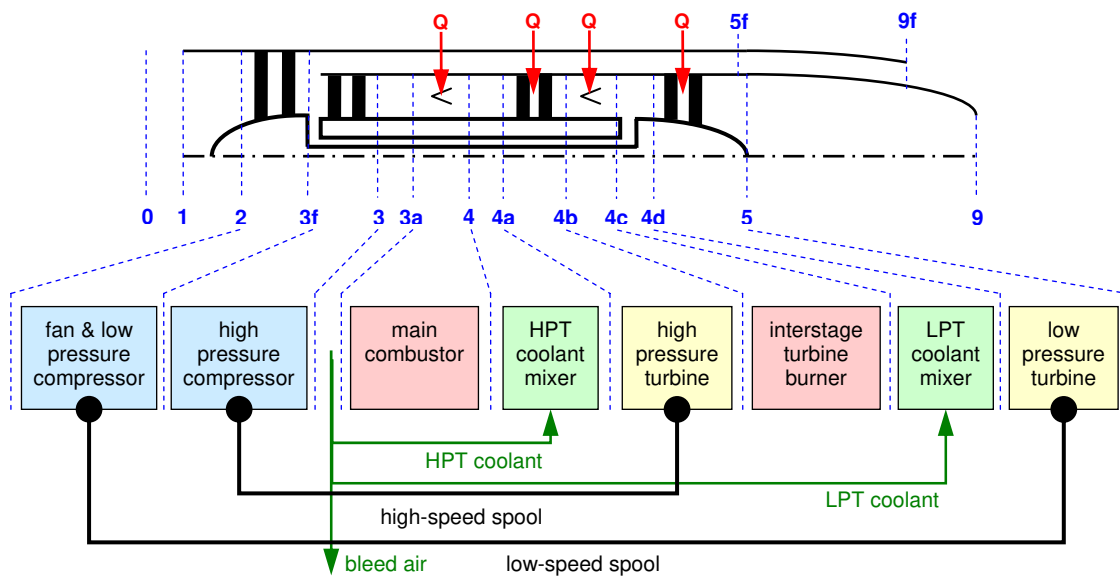 Q Q Q Q 5f 9f
0 1 2 3f 3 3a 4 4a 4b 4c 4d 5 9
fan & low
pressure
compressor
high
pressure
compressor
main
combustor
HPT
coolant
mixer
high
pressure
turbine
interstage
turbine
burner
LPT
coolant
mixer
low
pressure
turbine
HPT coolant
LPT coolant
high-speed spool
bleed air
low-speed spool